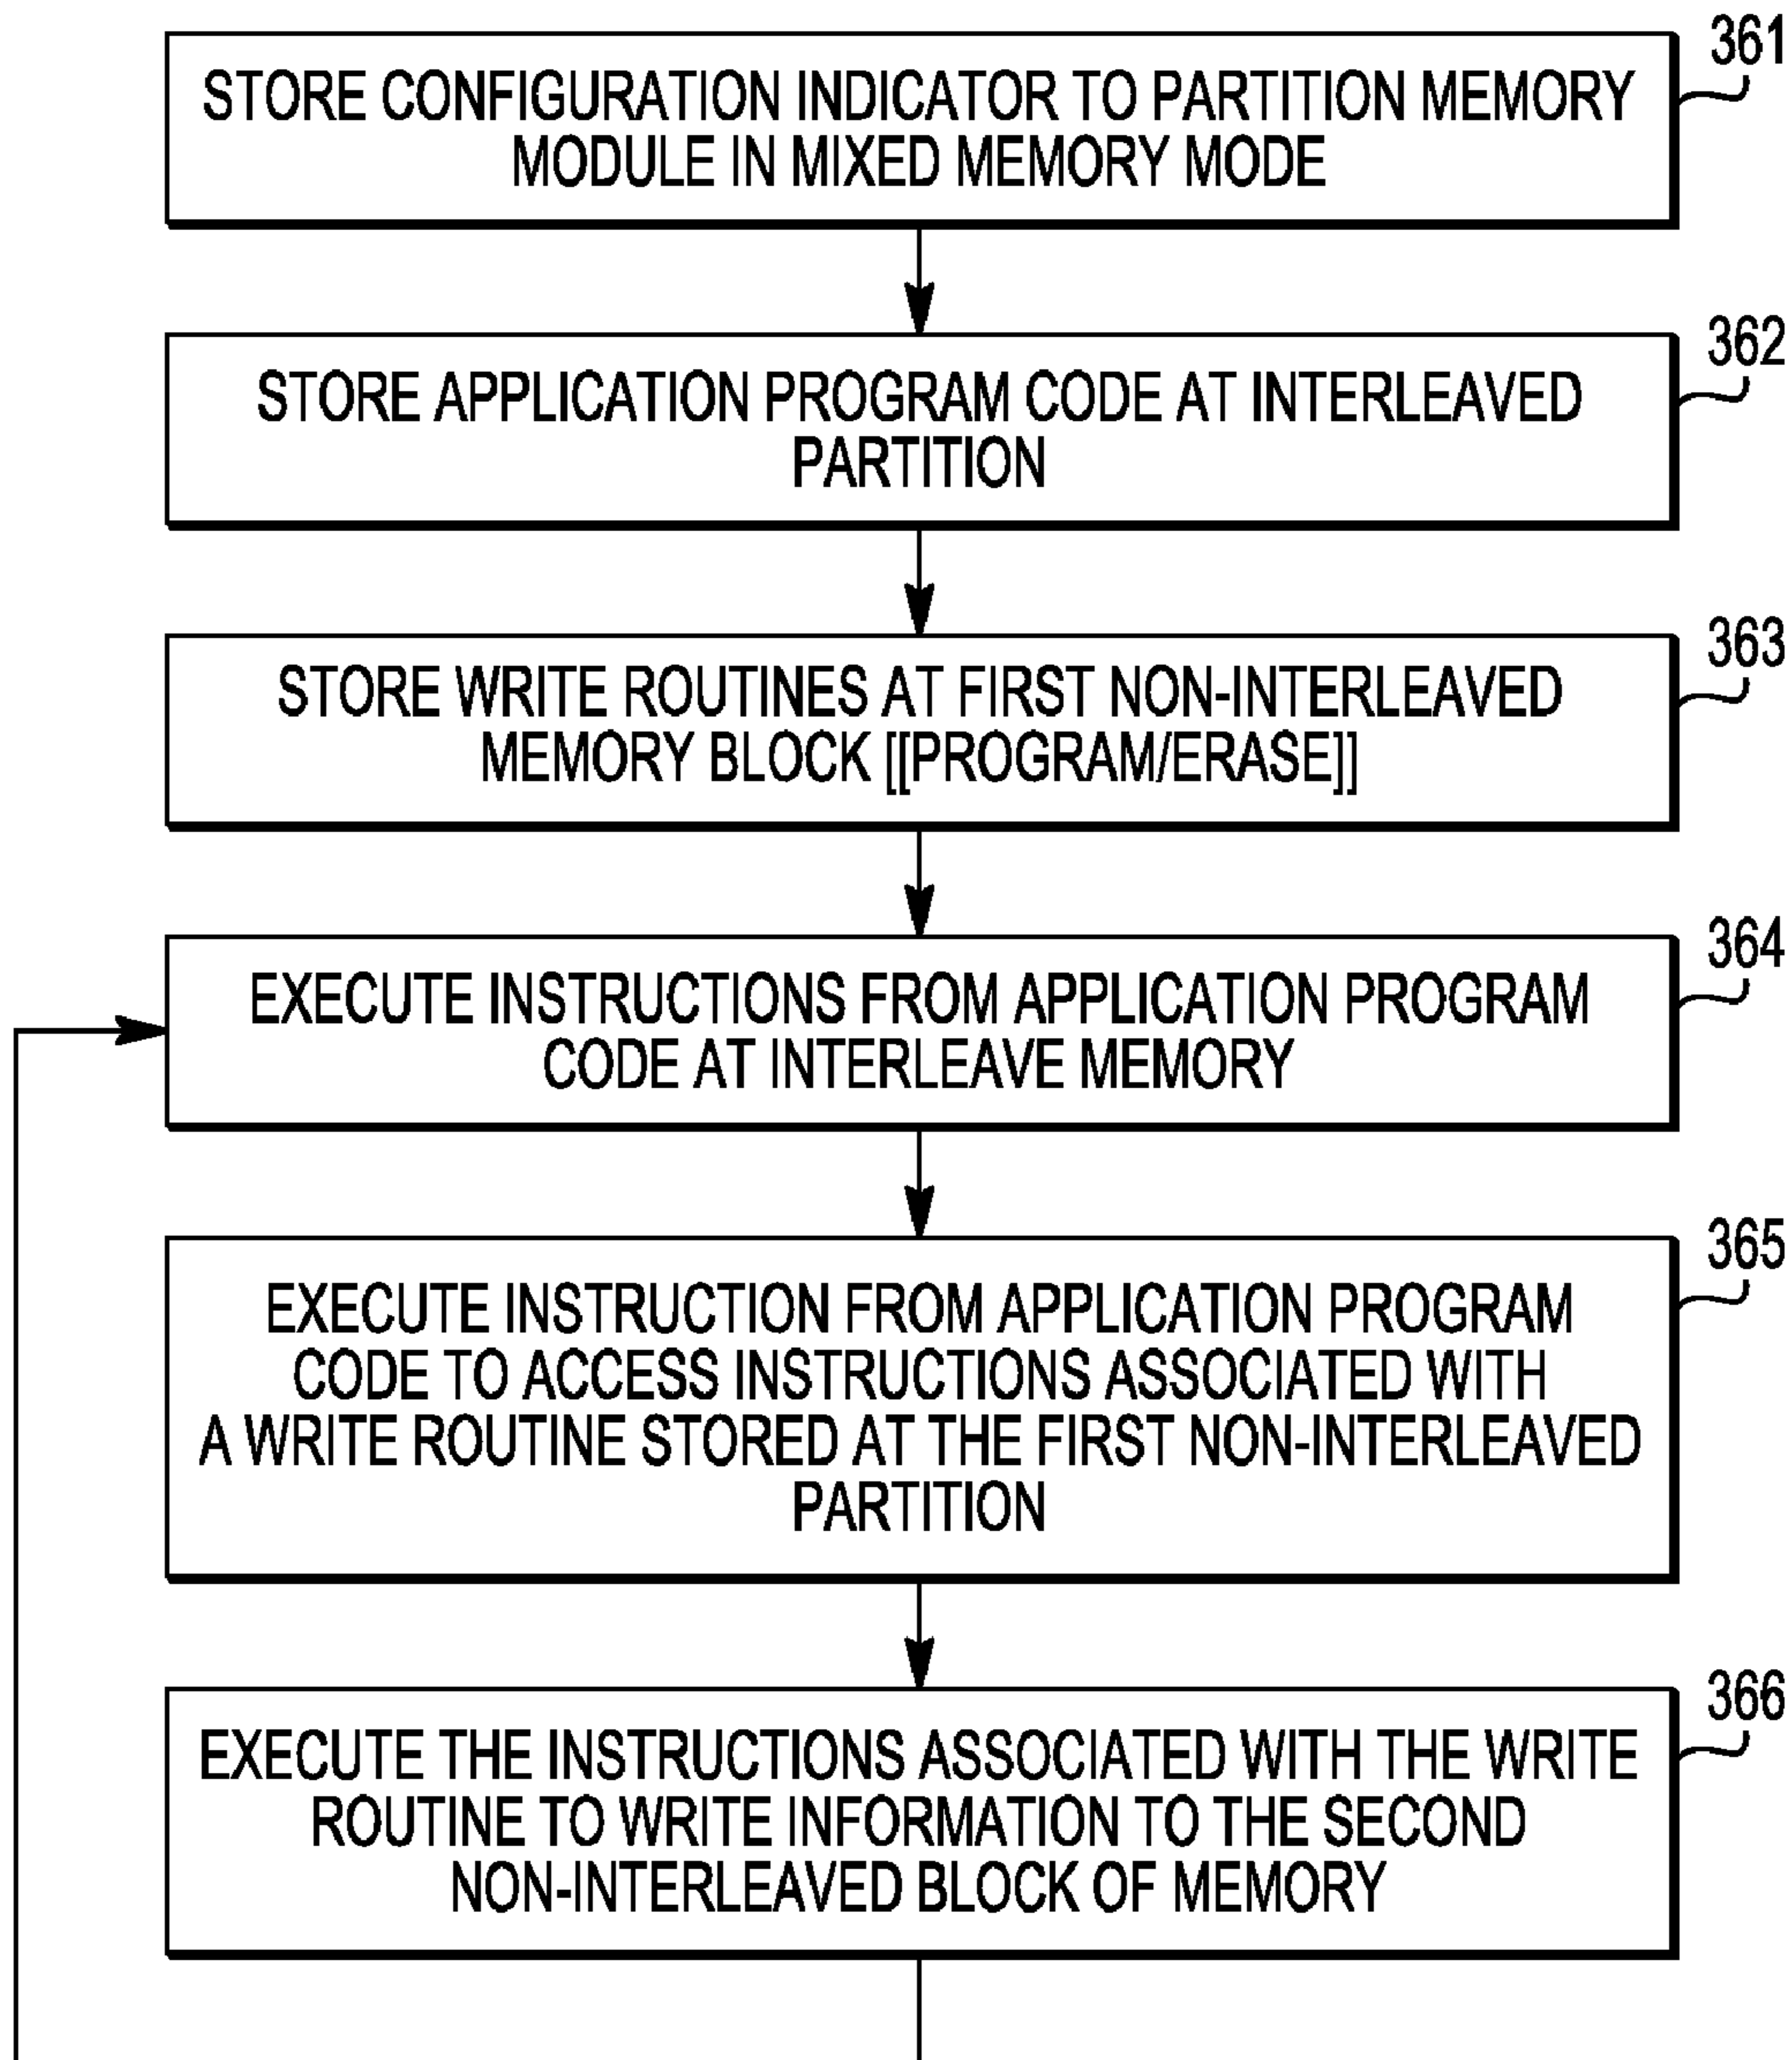 361
STORE CONFIGURATION INDICATOR TO PARTITION MEMORY
MODULE IN MIXED MEMORY MODE
362
STORE APPLICATION PROGRAM CODE AT INTERLEAVED
PARTITION
363
STORE WRITE ROUTINES AT FIRST NON-INTERLEAVED
MEMORY BLOCK [[PROGRAM/ERASE]]
364
EXECUTE INSTRUCTIONS FROM APPLICATION PROGRAM
CODE AT INTERLEAVE MEMORY
365
EXECUTE INSTRUCTION FROM APPLICATION PROGRAM
CODE TO ACCESS INSTRUCTIONS ASSOCIATED WITH
A WRITE ROUTINE STORED AT THE FIRST NON-INTERLEAVED
PARTITION
366
EXECUTE THE INSTRUCTIONS ASSOCIATED WITH THE WRITE
ROUTINE TO WRITE INFORMATION TO THE SECOND
NON-INTERLEAVED BLOCK OF MEMORY